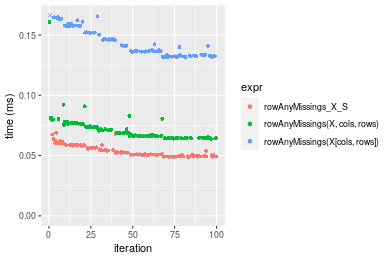 0.15
0.10
0.05
0.00
time (ms)
0
25
50
75
100
iteration
expr
rowAnyMissings_X_S
rowAnyMissings(X, cols, rows)
rowAnyMissings(X[cols, rows])